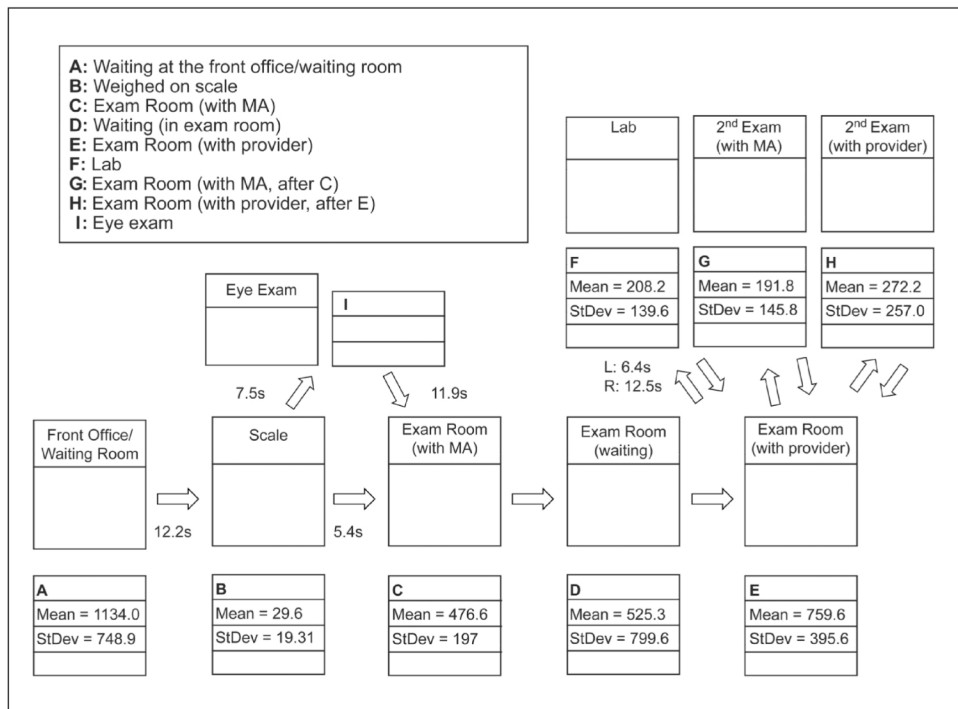 A: Waiting at the front office/waiting room
B: Weighed on scale
C: Exam Room (with MA)
D: Waiting (in exam room)
E: Exam Room (with provider)
F: Lab
G: Exam Room (with MA, after C)
H: Exam Room (with provider, after E)
I: Eye exam
Lab
2nd Exam
(with MA)
2nd Exam
(with provider)
F
Mean = 208.2
StDev = 139.6
G
Mean = 191.8
StDev = 145.8
H
Mean = 272.2
StDev = 257.0
Eye Exam
I
7.5s
11.9s
L: 6.4s
R: 12.5s
Front Office/
Waiting Room
Scale
Exam Room
(with MA)
Exam Room
(waiting)
Exam Room
(with provider)
12.2s
5.4s
A
Mean = 1134.0
StDev = 748.9
B
Mean = 29.6
StDev = 19.31
C
Mean = 476.6
StDev = 197
D
Mean = 525.3
StDev = 799.6
E
Mean = 759.6
StDev = 395.6